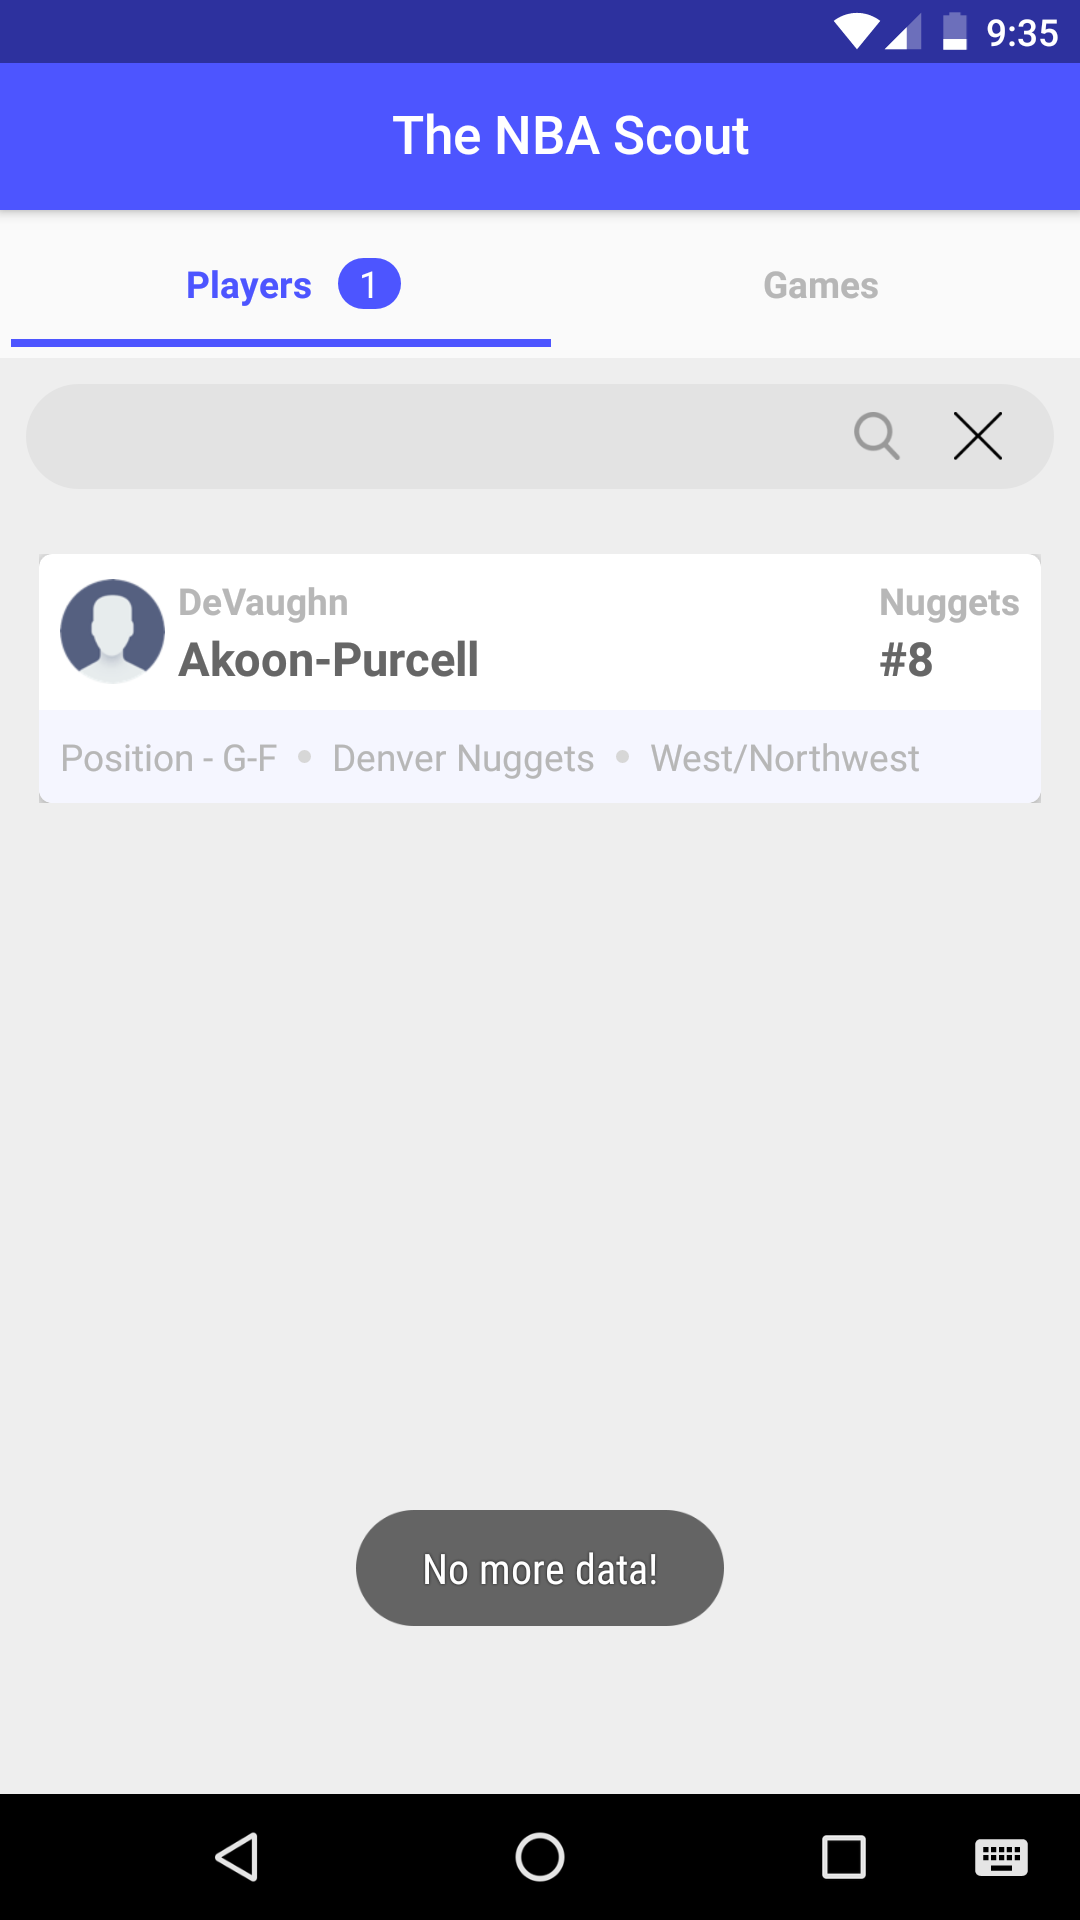 9:35
The NBA Scout
Players 1 Games
DeVaughn Nuggets
Akoon-Purcell #8
Position - G-F • Denver Nuggets • West/Northwest
No more data!